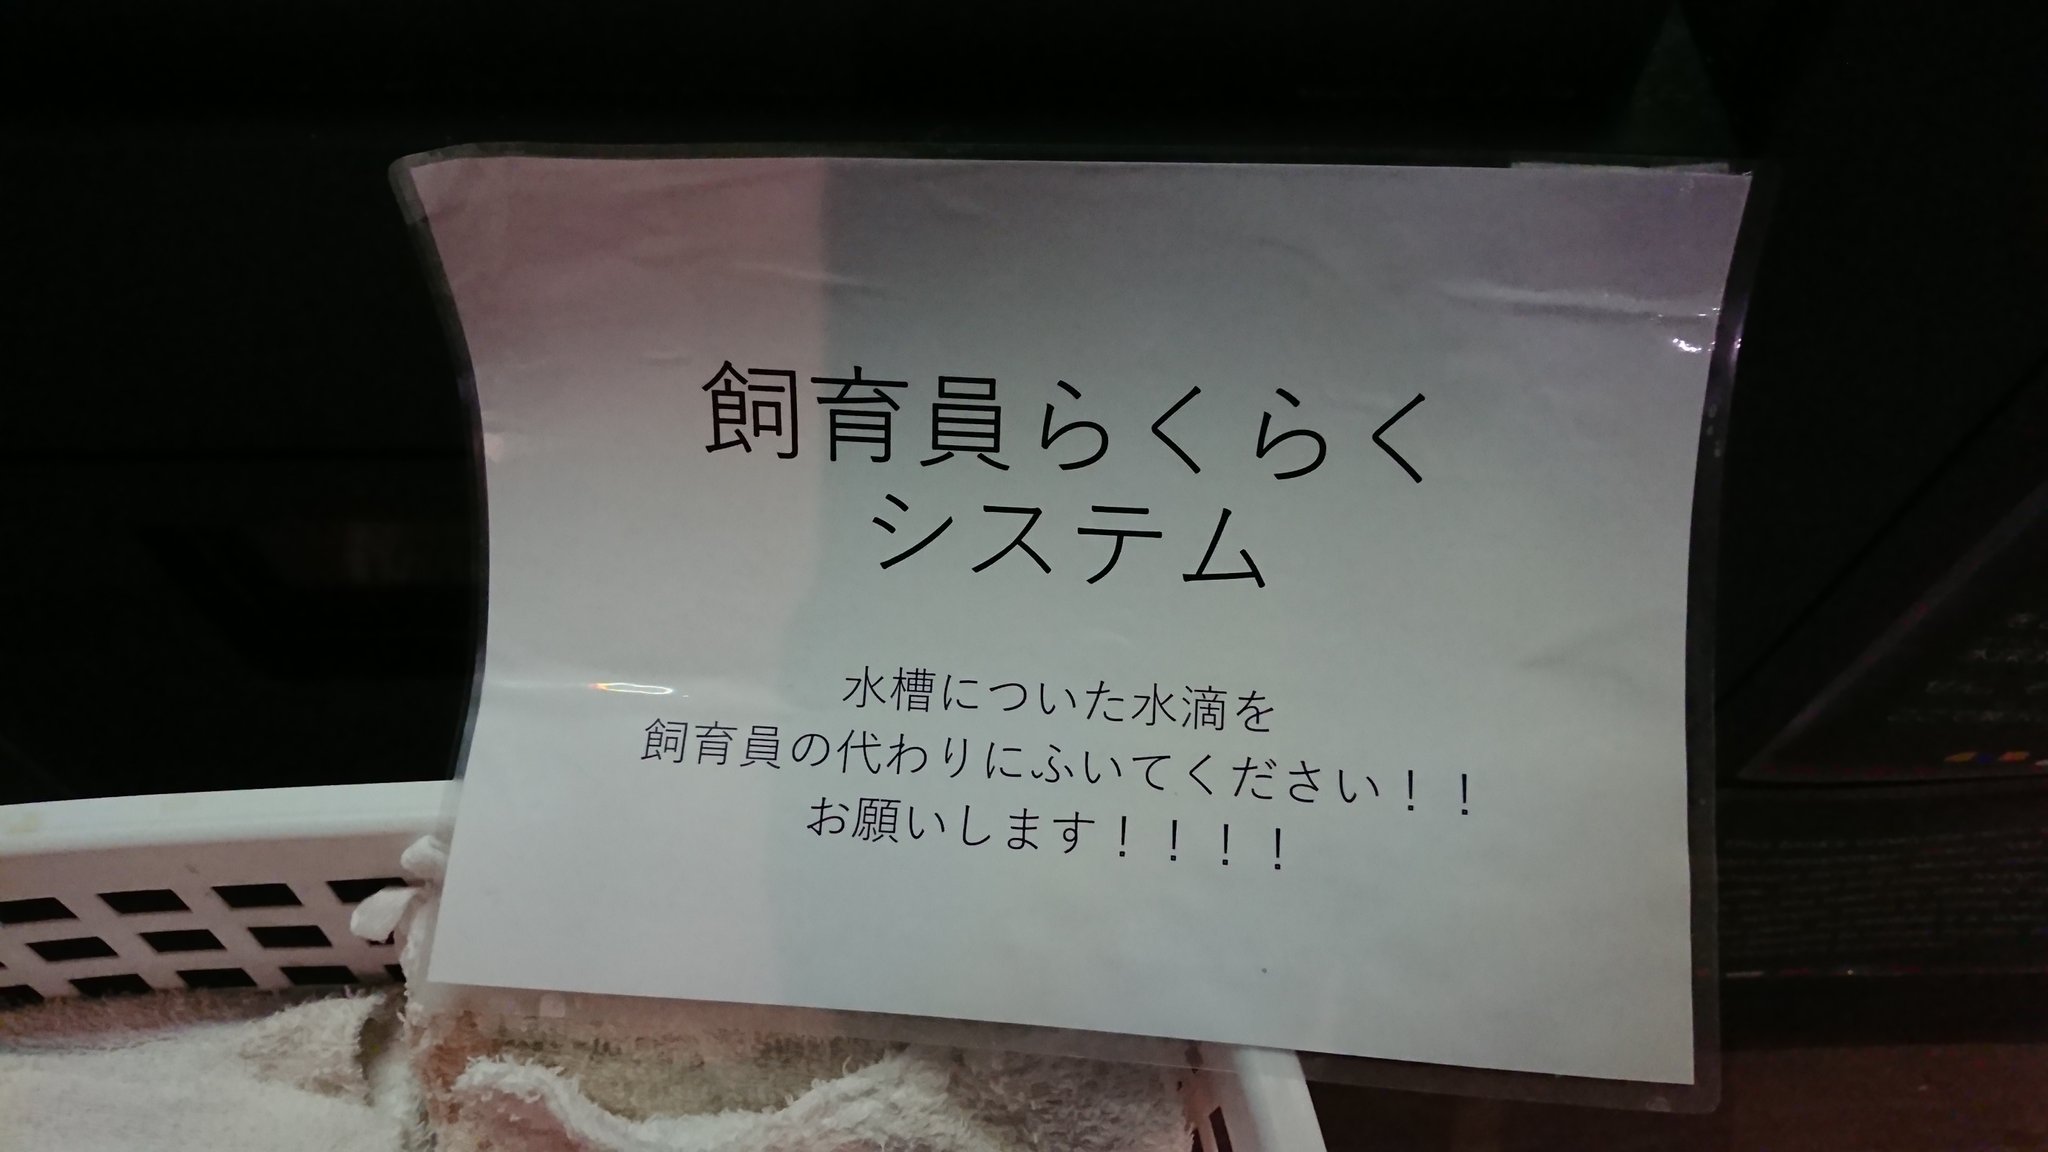 飼育員らくらく
システム
水槽についた水滴を
飼育員の代わりにふいてください！！
お願いします！！！！